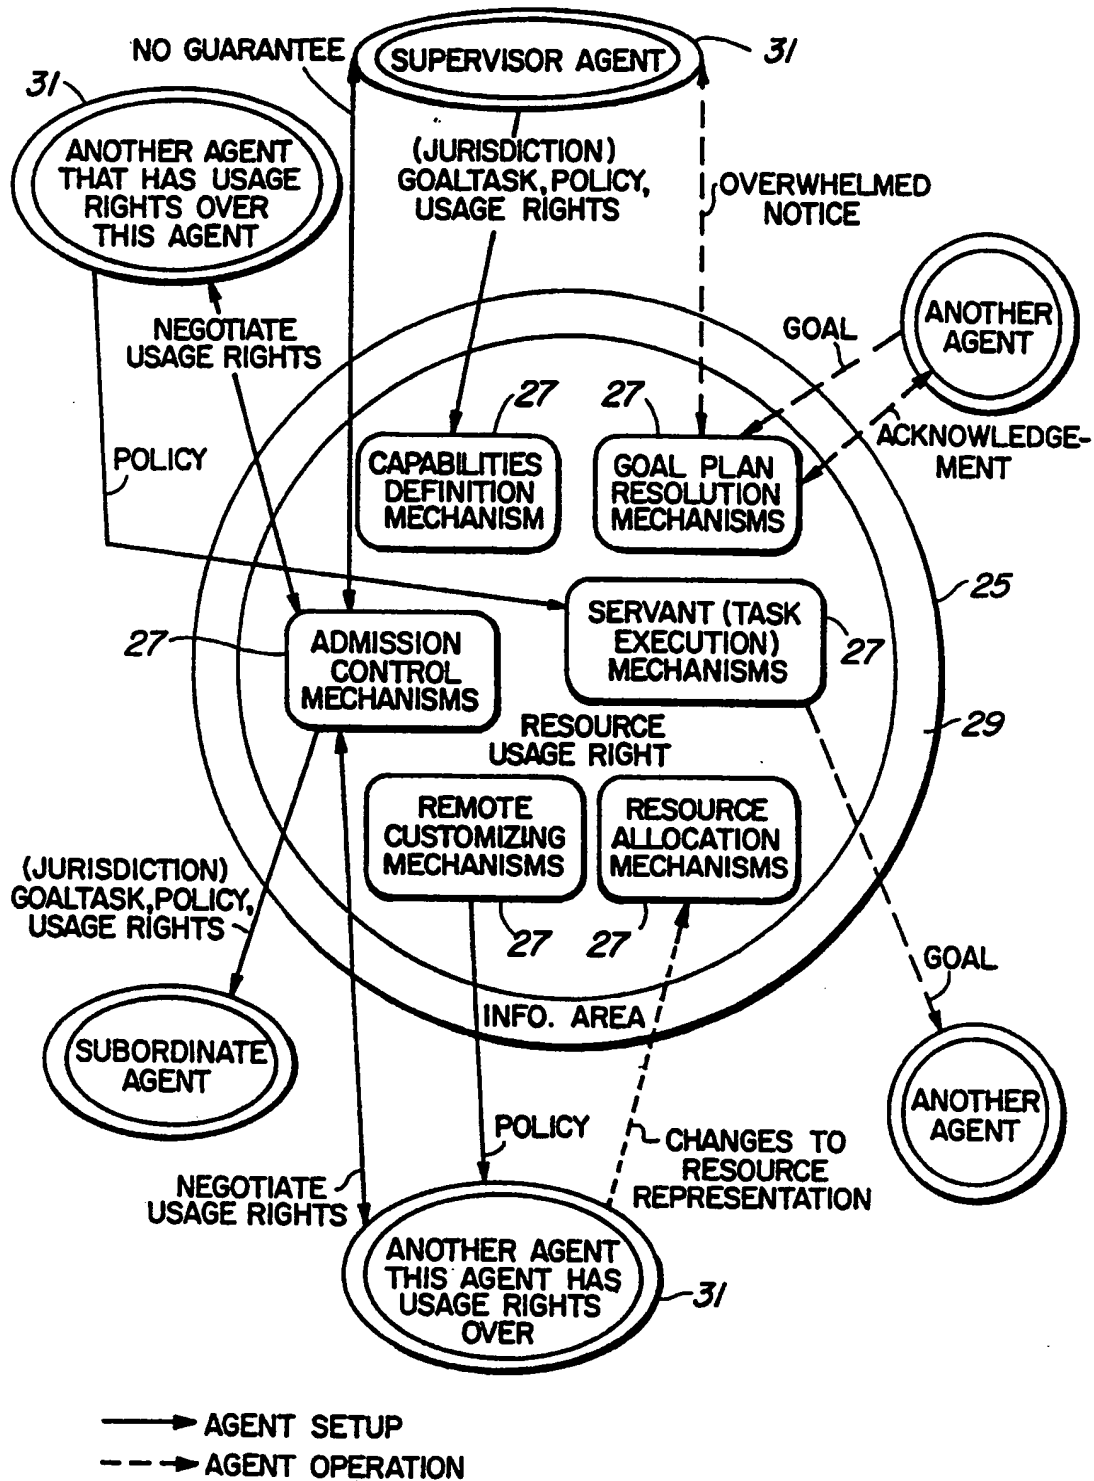 NO GUARANTEE
SUPERVISOR AGENT
31
31
ANOTHER AGENT
THAT HAS USAGE
RIGHTS OVER
THIS AGENT
(JURISDICTION)
GOALTASK, POLICY,
USAGE RIGHTS
OVERWHELMED
NOTICE
NEGOTIATE
USAGE RIGHTS
GOAL
ANOTHER
AGENT
27
27
ACKNOWLEDGE-
MENT
POLICY
CAPABILITIES
DEFINITION
MECHANISM
GOAL PLAN
RESOLUTION
MECHANISMS
25
27
ADMISSION
CONTROL
MECHANISMS
SERVANT (TASK
EXECUTION)
MECHANISMS
27
29
RESOURCE
USAGE RIGHT
REMOTE
CUSTOMIZING
MECHANISMS
RESOURCE
ALLOCATION
MECHANISMS
(JURISDICTION)
GOALTASK, POLICY,
USAGE RIGHTS
27
27
GOAL
INFO. AREA
SUBORDINATE
AGENT
ANOTHER
AGENT
POLICY
CHANGES TO
RESOURCE
REPRESENTATION
NEGOTIATE
USAGE RIGHTS
ANOTHER AGENT
THIS AGENT HAS
USAGE RIGHTS
OVER
31
AGENT SETUP
AGENT OPERATION